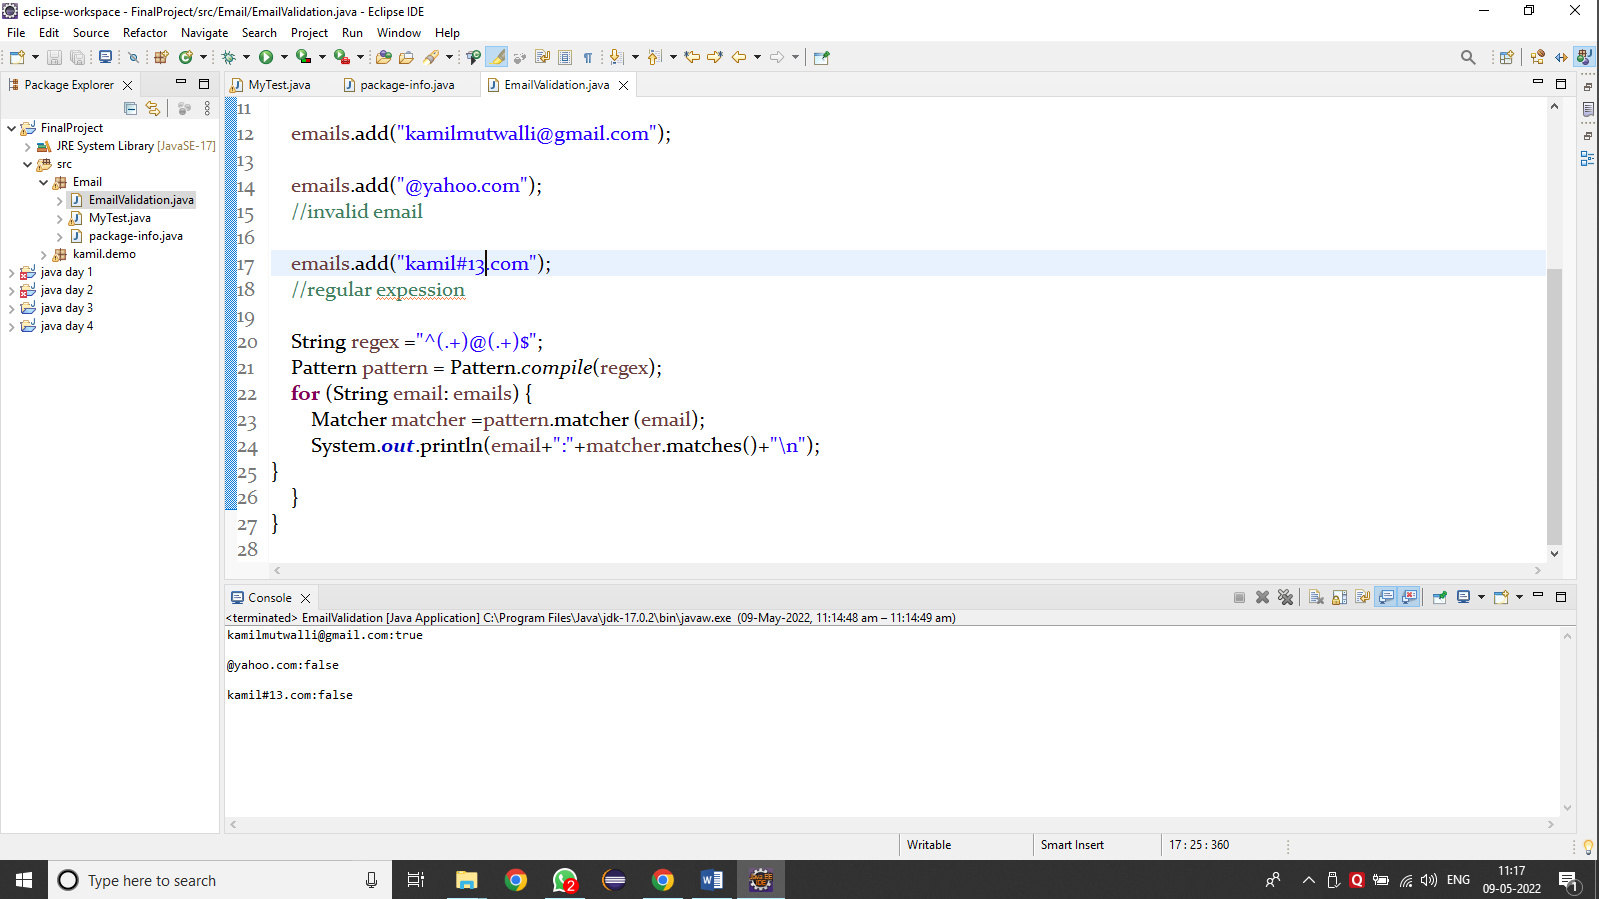 eclipse-workspace - FinalProject/src/Email/EmailValidation.java - Eclipse IDE
File Edit Source Refactor Navigate Search Project Run Window Help
Package Explorer
FinalProject
JRE System Library [JavaSE-17]
src
Email
EmailValidation.java
MyTest.java
package-info.java
kamil.demo
java day 1
java day 2
java day 3
java day 4
MyTest.java package-info.java EmailValidation.java
11
12 emails.add("kamilmutwalli@gmail.com");
13
14 emails.add("@yahoo.com");
15 //invalid email
16
17 emails.add("kamil#13.com");
18 //regular expession
19
20 String regex ="^(.+)@(.+)$";
21 Pattern pattern = Pattern.compile(regex);
22 for (String email: emails) {
23 Matcher matcher =pattern.matcher (email);
24 System.out.println(email+":"+matcher.matches()+"\n");
25 }
26 }
27 }
28
Console
<terminated> EmailValidation [Java Application] C:\Program Files\Java\jdk-17.0.2\bin\javaw.exe (09-May-2022, 11:14:48 am – 11:14:49 am)
kamilmutwalli@gmail.com:true
@yahoo.com:false
kamil#13.com:false
Writable Smart Insert 17 : 25 : 360
Type here to search
2
ENG
11:17
09-05-2022
1